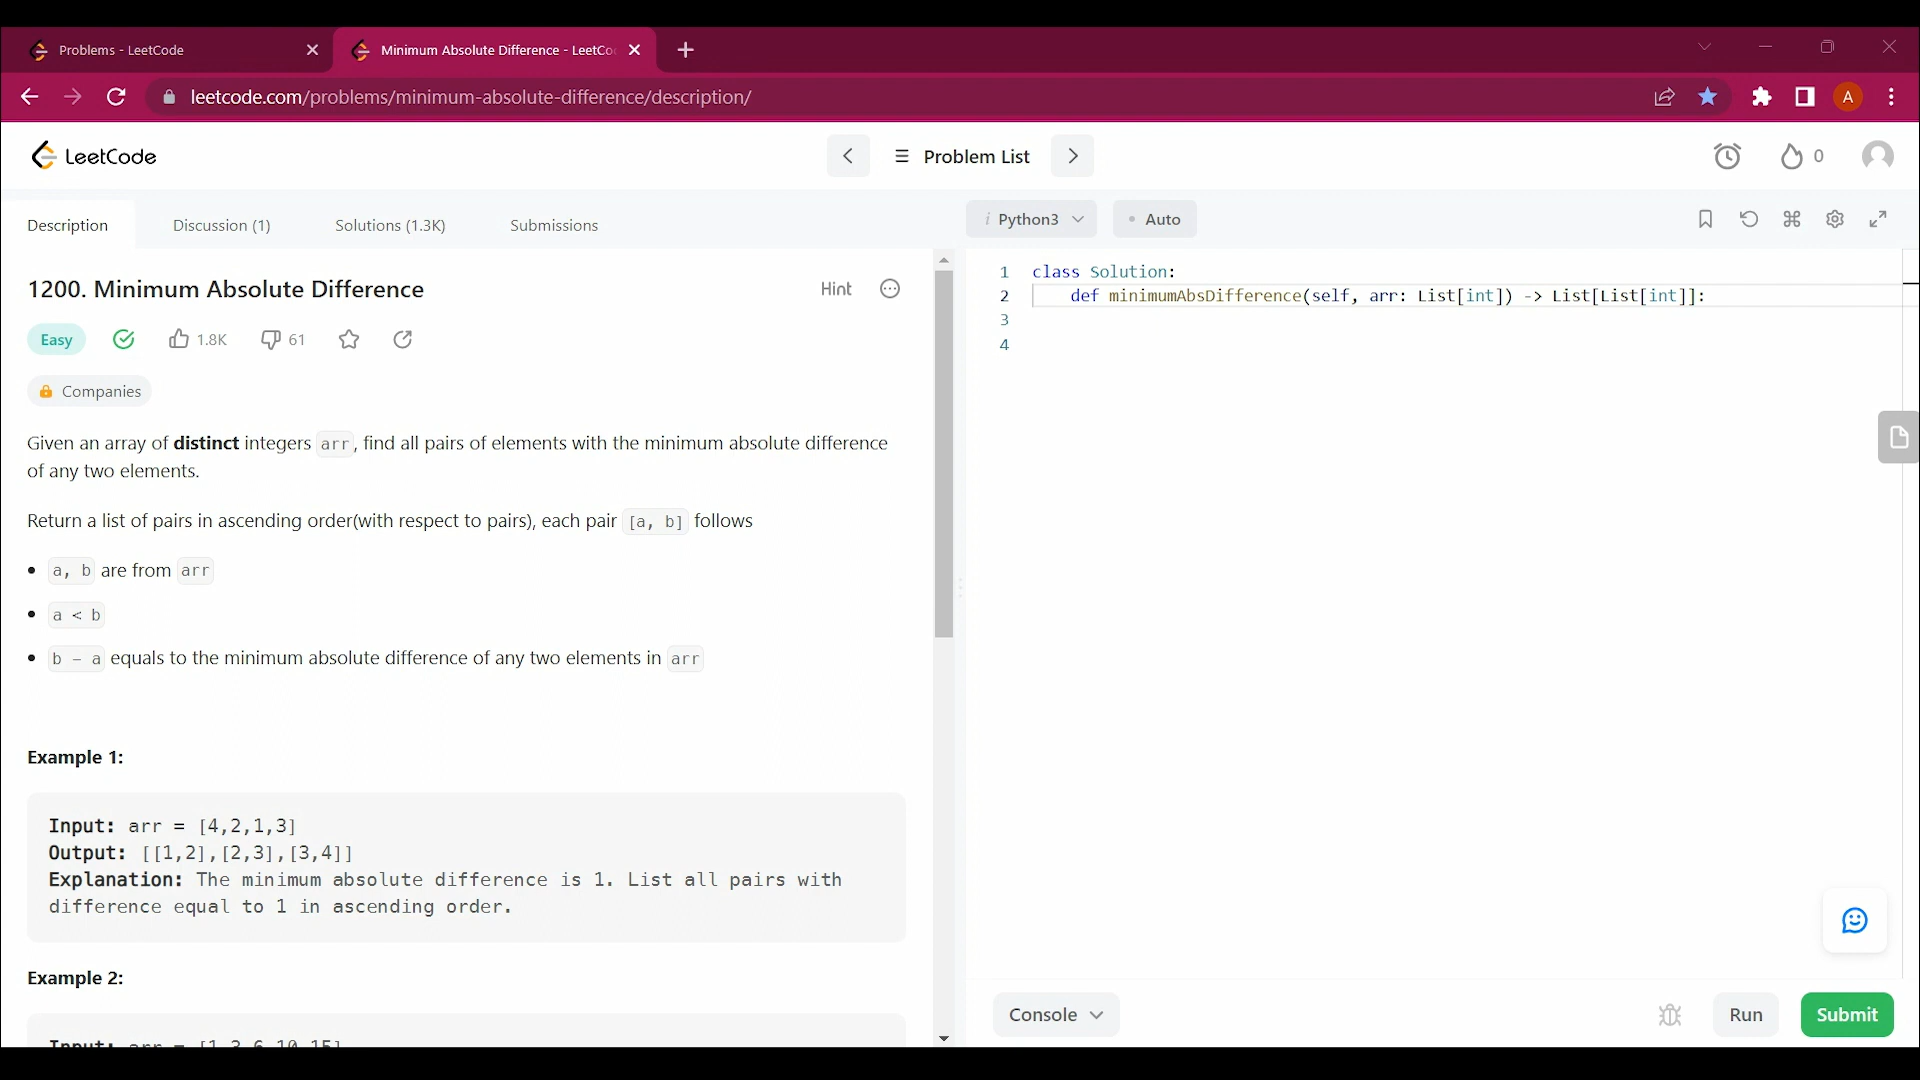 Problems - LeetCode
Minimum Absolute Difference - LeetCo
leetcode.com/problems/minimum-absolute-difference/description/
A
LeetCode
Problem List
0
Description
Discussion (1)
Solutions (1.3K)
Submissions
i Python3
Auto
1200. Minimum Absolute Difference
Hint
Easy
1.8K
61
Companies
Given an array of distinct integers arr, find all pairs of elements with the minimum absolute difference
of any two elements.
Return a list of pairs in ascending order(with respect to pairs), each pair [a, b] follows
• a, b are from arr
• a < b
• b - a equals to the minimum absolute difference of any two elements in arr
Example 1:
Input: arr = [4,2,1,3]
Output: [[1,2],[2,3],[3,4]]
Explanation: The minimum absolute difference is 1. List all pairs with
difference equal to 1 in ascending order.
Example 2:
Input: arr = [1,3,6,10,15]
1 class Solution:
2 def minimumAbsDifference(self, arr: List[int]) -> List[List[int]]:
3
4
Console
Run
Submit